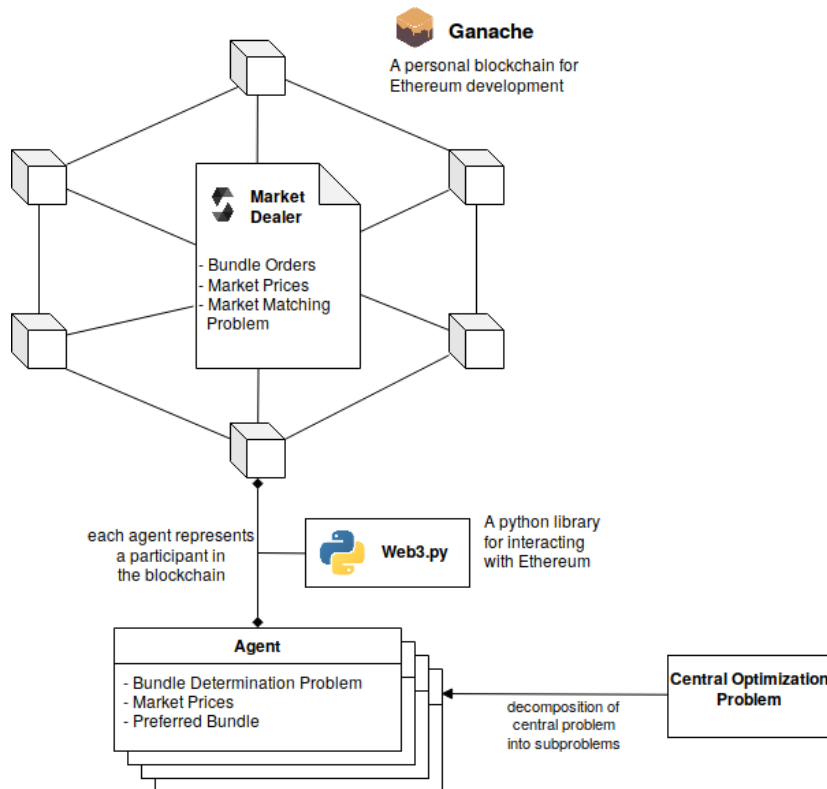 Ganache
A personal blockchain for
Ethereum development
Market
Dealer
- Bundle Orders
- Market Prices
- Market Matching
Problem
each agent represents
a participant in
the blockchain
Web3.py
A python library
for interacting
with Ethereum
Agent
- Bundle Determination Problem
- Market Prices
- Preferred Bundle
decomposition of
central problem
into subproblems
Central Optimization
Problem